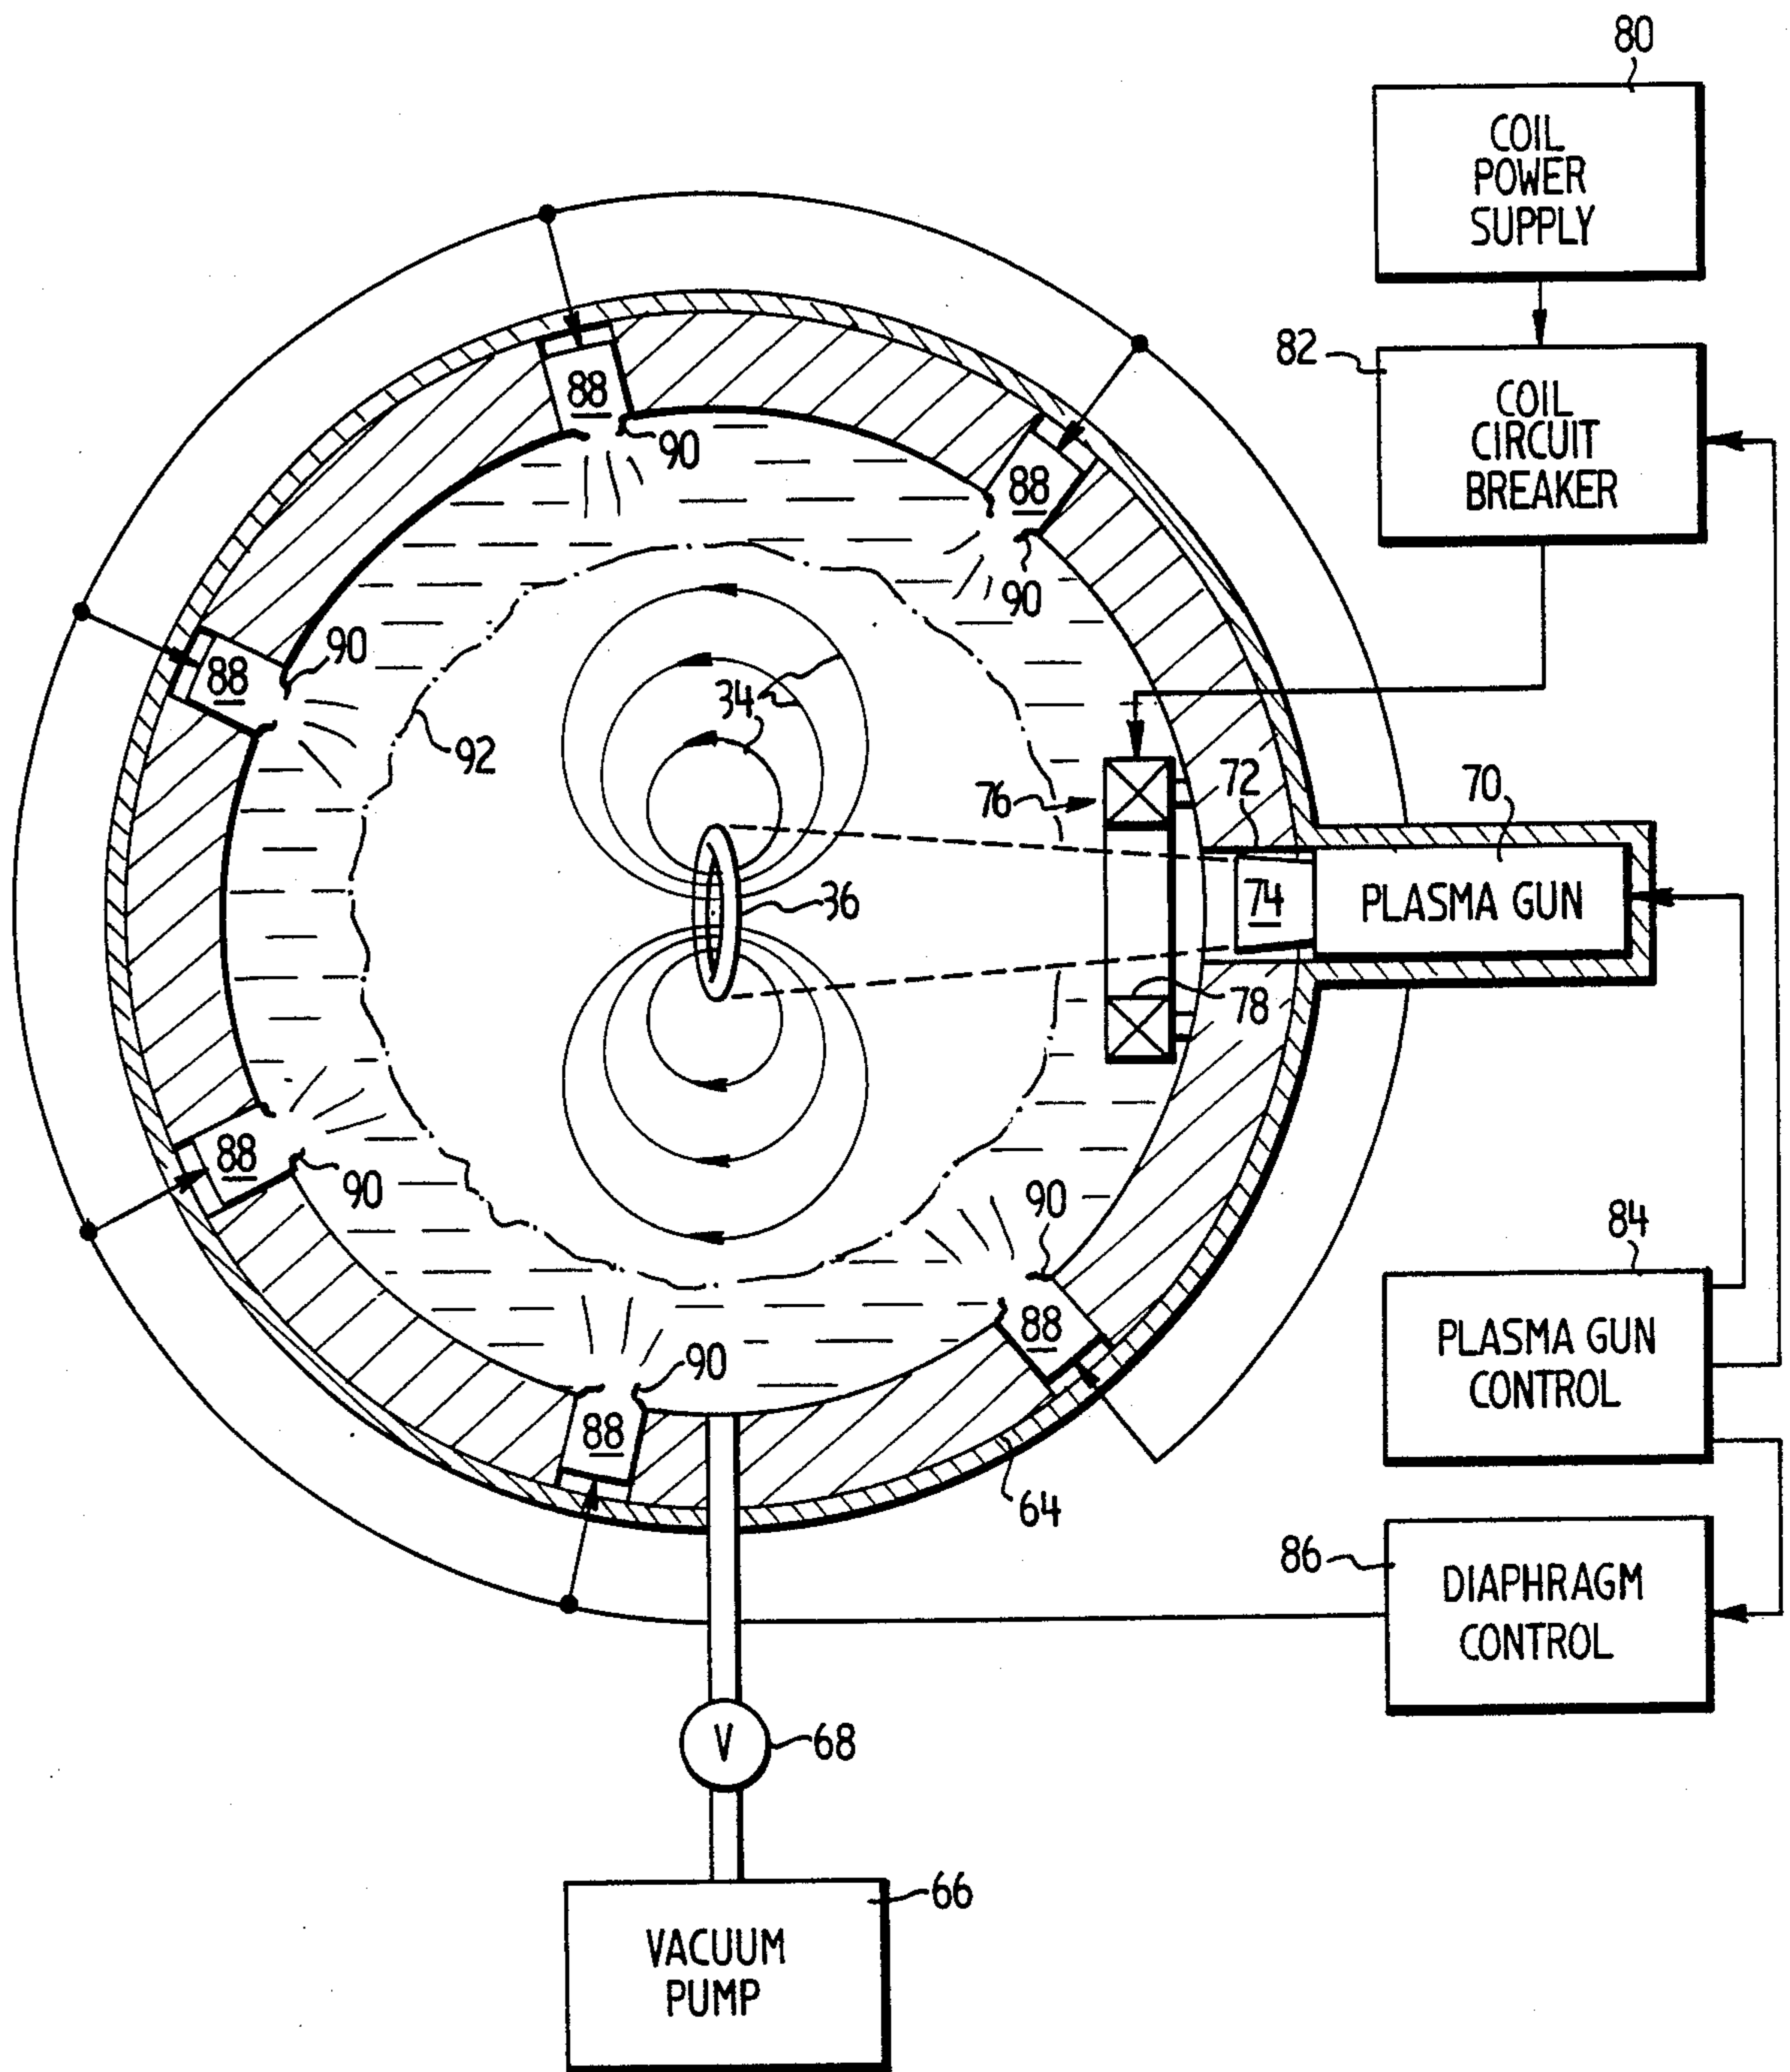 80
COIL
POWER
SUPPLY
82
COIL
CIRCUIT
BREAKER
88
90
88
90
88
90
34
92
76
72
70
36
74
PLASMA GUN
78
88
90
90
88
84
PLASMA GUN
CONTROL
90
88
64
86
DIAPHRAGM
CONTROL
V
68
66
VACUUM
PUMP